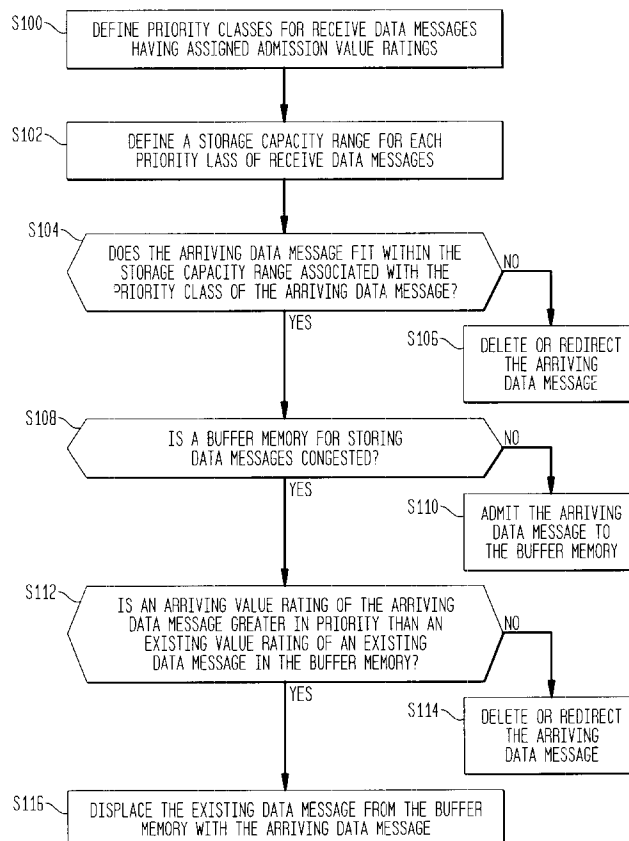 S100
DEFINE PRIORITY CLASSES FOR RECEIVE DATA MESSAGES
HAVING ASSIGNED ADMISSION VALUE RATINGS
S102
DEFINE A STORAGE CAPACITY RANGE FOR EACH
PRIORITY LASS OF RECEIVE DATA MESSAGES
S104
DOES THE ARRIVING DATA MESSAGE FIT WITHIN THE
STORAGE CAPACITY RANGE ASSOCIATED WITH THE
PRIORITY CLASS OF THE ARRIVING DATA MESSAGE?
NO
YES
S106
DELETE OR REDIRECT
THE ARRIVING
DATA MESSAGE
S108
IS A BUFFER MEMORY FOR STORING
DATA MESSAGES CONGESTED?
NO
YES
S110
ADMIT THE ARRIVING
DATA MESSAGE TO
THE BUFFER MEMORY
S112
IS AN ARRIVING VALUE RATING OF THE ARRIVING
DATA MESSAGE GREATER IN PRIORITY THAN AN
EXISTING VALUE RATING OF AN EXISTING
DATA MESSAGE IN THE BUFFER MEMORY?
NO
YES
S114
DELETE OR REDIRECT
THE ARRIVING
DATA MESSAGE
S116
DISPLACE THE EXISTING DATA MESSAGE FROM THE BUFFER
MEMORY WITH THE ARRIVING DATA MESSAGE